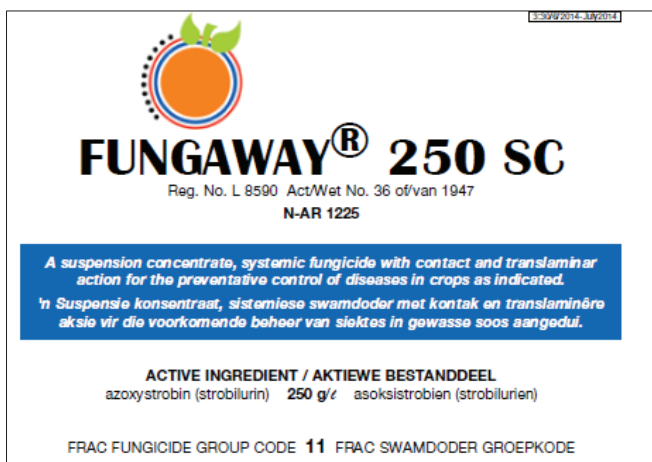 3:30/6/2014-July2014
FUNGAWAY® 250 SC
Reg. No. L 8590 Act/Wet No. 36 of/van 1947
N-AR 1225
A suspension concentrate, systemic fungicide with contact and translaminar
action for the preventative control of diseases in crops as indicated.
'n Suspensie konsentraat, sistemiese swamdoder met kontak en translaminêre
aksie vir die voorkomende beheer van siektes in gewasse soos aangedui.
ACTIVE INGREDIENT / AKTIEWE BESTANDDEEL
azoxystrobin (strobilurin) 250 g/ℓ asoksistrobien (strobilurien)
FRAC FUNGICIDE GROUP CODE 11 FRAC SWAMDODER GROEPKODE